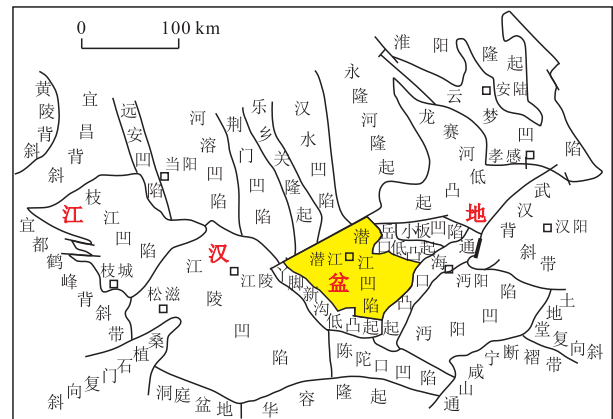 0 100 km
黄陵背斜
宜昌背斜
远安凹陷
当阳
河溶凹陷
荆门凹陷
乐乡关隆起
汉水凹陷
永隆河隆起
淮阳隆起
安陆
云梦凹陷
龙赛河低凸起
孝感
武汉背斜带
汉阳
枝江凹陷
宜都鹤峰背斜带
枝城
松滋
江汉盆地
江陵
江陵凹陷
丫脚新沟低凸起
潜江
潜江凹陷
岳口低凸起
小板凹陷
通海口凸起
沔阳
沔阳凹陷
陈陀口凹陷
土地堂复向斜
咸宁断褶带
通山
桑植石门复向斜
洞庭盆地
华容隆起